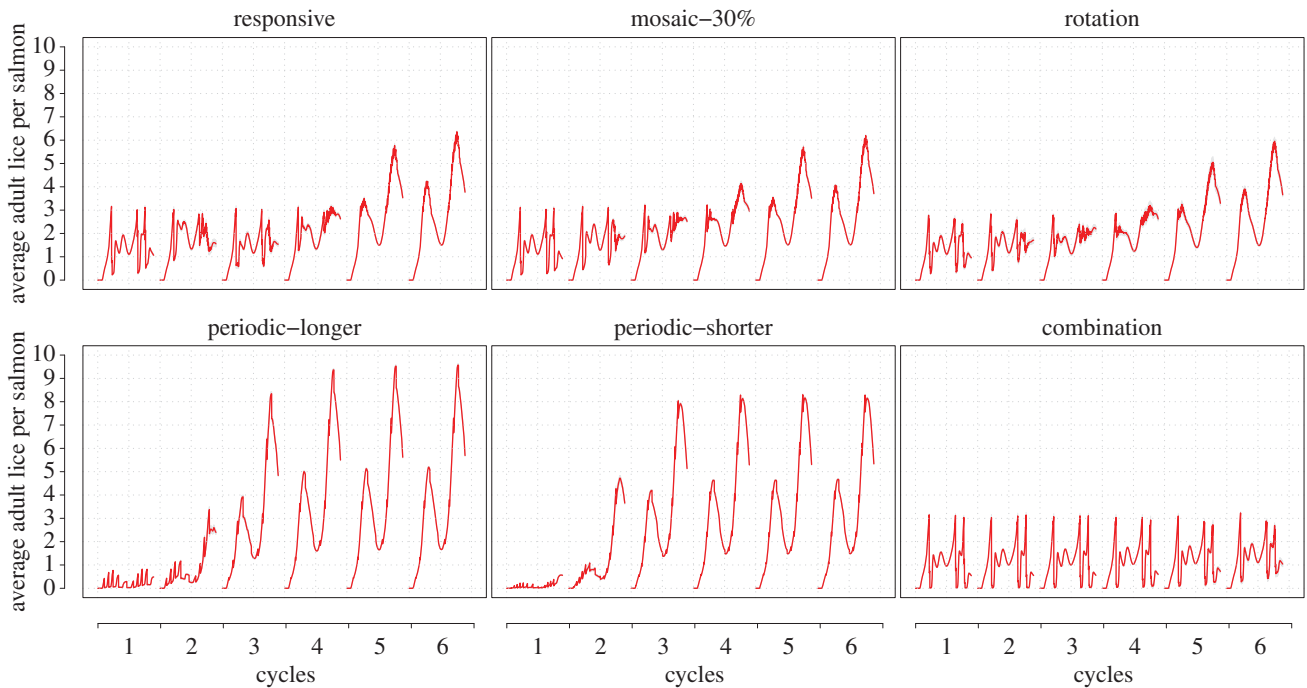 responsive
mosaic−30%
rotation
average adult lice per salmon
10
9
8
7
6
5
4
3
2
1
0
periodic−longer
periodic−shorter
combination
average adult lice per salmon
10
9
8
7
6
5
4
3
2
1
0
1 2 3 4 5 6
1 2 3 4 5 6
1 2 3 4 5 6
cycles
cycles
cycles